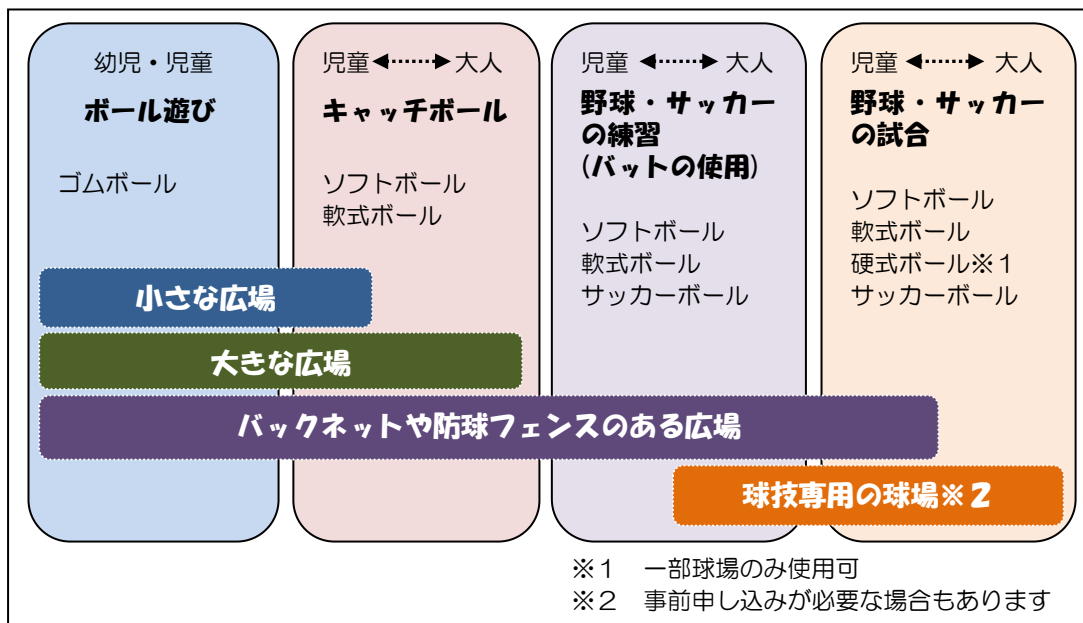 幼児・児童
ボール遊び
ゴムボール
児童 大人
キャッチボール
ソフトボール
軟式ボール
児童 大人
野球・サッカー
の練習
(バットの使用)
ソフトボール
軟式ボール
サッカーボール
児童 大人
野球・サッカー
の試合
ソフトボール
軟式ボール
硬式ボール※1
サッカーボール
小さな広場
大きな広場
バックネットや防球フェンスのある広場
球技専用の球場※2
※1 一部球場のみ使用可
※2 事前申し込みが必要な場合もあります